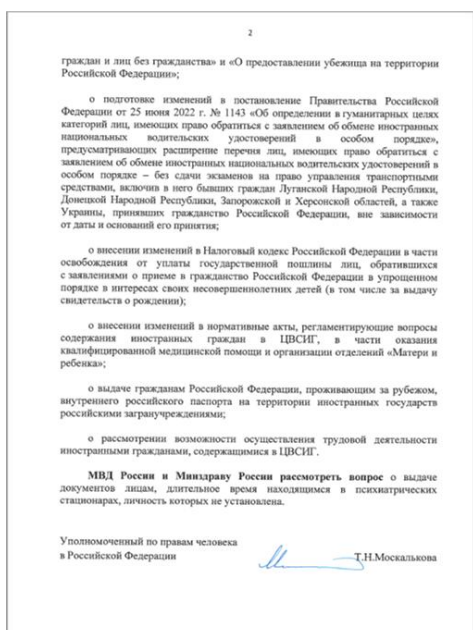 2
граждан и лиц без гражданства» и «О предоставлении убежища на территории
Российской Федерации»;
о подготовке изменений в постановление Правительства Российской
Федерации от 25 июня 2022 г. № 1143 «Об определении в гуманитарных целях
категорий лиц, имеющих право обратиться с заявлением об обмене иностранных
национальных водительских удостоверений в особом порядке»,
предусматривающих расширение перечня лиц, имеющих право обратиться с
заявлением об обмене иностранных национальных водительских удостоверений в
особом порядке – без сдачи экзаменов на право управления транспортными
средствами, включив в него бывших граждан Луганской Народной Республики,
Донецкой Народной Республики, Запорожской и Херсонской областей, а также
Украины, принявших гражданство Российской Федерации, вне зависимости
от даты и оснований его принятия;
о внесении изменений в Налоговый кодекс Российской Федерации в части
освобождения от уплаты государственной пошлины лиц, обратившихся
с заявлениями о приеме в гражданство Российской Федерации в упрощенном
порядке в интересах своих несовершеннолетних детей (в том числе за выдачу
свидетельств о рождении);
о внесении изменений в нормативные акты, регламентирующие вопросы
содержания иностранных граждан в ЦВСИГ, в части оказания
квалифицированной медицинской помощи и организации отделений «Матери и
ребенка»;
о выдаче гражданам Российской Федерации, проживающим за рубежом,
внутреннего российского паспорта на территории иностранных государств
российскими загранучреждениями;
о рассмотрении возможности осуществления трудовой деятельности
иностранными гражданами, содержащимися в ЦВСИГ.
МВД России и Минздраву России рассмотреть вопрос о выдаче
документов лицам, длительное время находящимся в психиатрических
стационарах, личность которых не установлена.
Уполномоченный по правам человека
в Российской Федерации
Т.Н.Москалькова